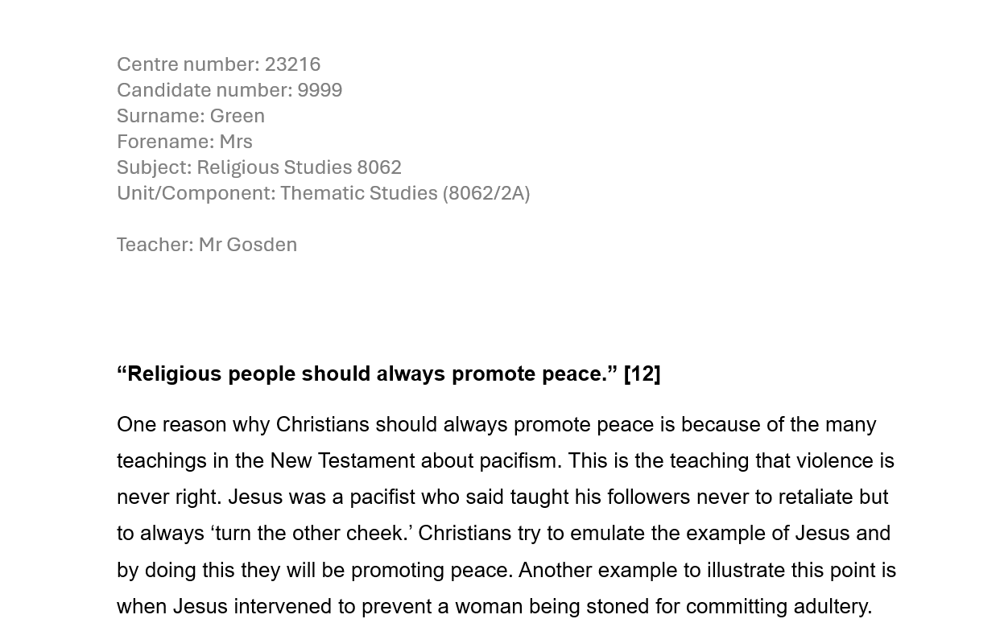 Centre number: 23216
Candidate number: 9999
Surname: Green
Forename: Mrs
Subject: Religious Studies 8062
Unit/Component: Thematic Studies (8062/2A)
Teacher: Mr Gosden
“Religious people should always promote peace.” [12]
One reason why Christians should always promote peace is because of the many
teachings in the New Testament about pacifism. This is the teaching that violence is
never right. Jesus was a pacifist who said taught his followers never to retaliate but
to always ‘turn the other cheek.’ Christians try to emulate the example of Jesus and
by doing this they will be promoting peace. Another example to illustrate this point is
when Jesus intervened to prevent a woman being stoned for committing adultery.